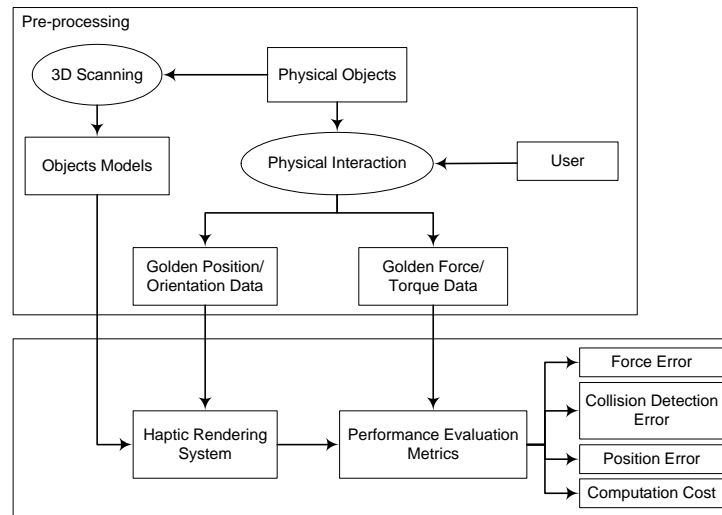 Pre-processing
3D Scanning
Physical Objects
Objects Models
Physical Interaction
User
Golden Position/
Orientation Data
Golden Force/
Torque Data
Haptic Rendering
System
Performance Evaluation
Metrics
Force Error
Collision Detection
Error
Position Error
Computation Cost